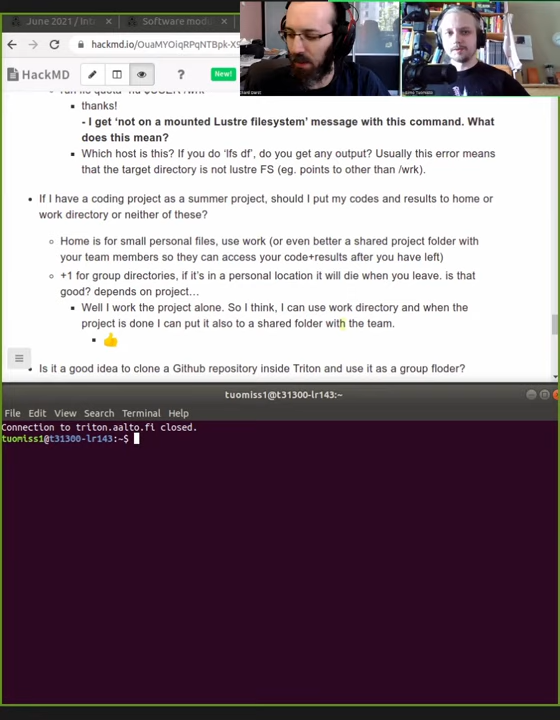 June 2021 / Int
Software modu
hackmd.io/OuaMYOiqRPqNTBpk-X
HackMD
New!
thanks!
- I get ‘not on a mounted Lustre filesystem’ message with this command. What
does this mean?
Which host is this? If you do ‘lfs df’, do you get any output? Usually this error means
that the target directory is not lustre FS (eg. points to other than /wrk).
If I have a coding project as a summer project, should I put my codes and results to home or
work directory or neither of these?
Home is for small personal files, use work (or even better a shared project folder with
your team members so they can access your code+results after you have left)
+1 for group directories, if it's in a personal location it will die when you leave. is that
good? depends on project…
Well I work the project alone. So I think, I can use work directory and when the
project is done I can put it also to a shared folder with the team.
Is it a good idea to clone a Github repository inside Triton and use it as a group floder?
tuomiss1@t31300-lr143:~
File Edit View Search Terminal Help
Connection to triton.aalto.fi closed.
tuomiss1@t31300-lr143:~$